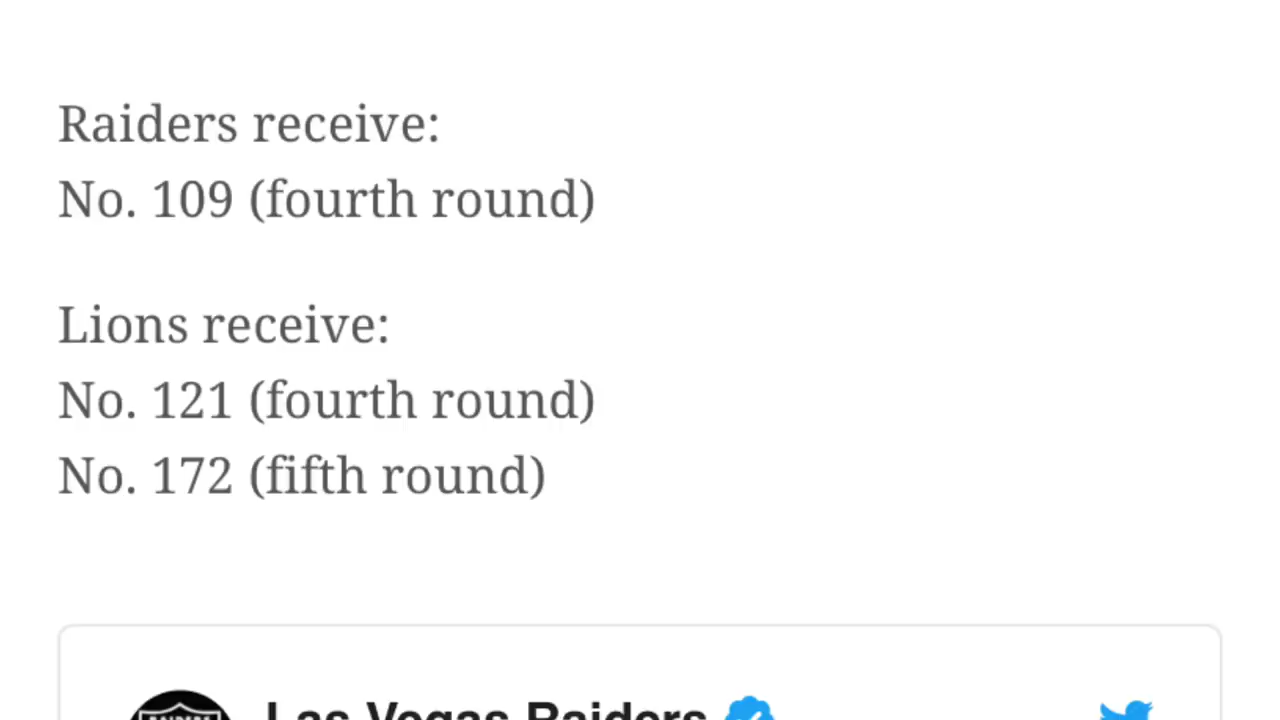 Raiders receive:
No. 109 (fourth round)
Lions receive:
No. 121 (fourth round)
No. 172 (fifth round)
Las Vegas Raiders